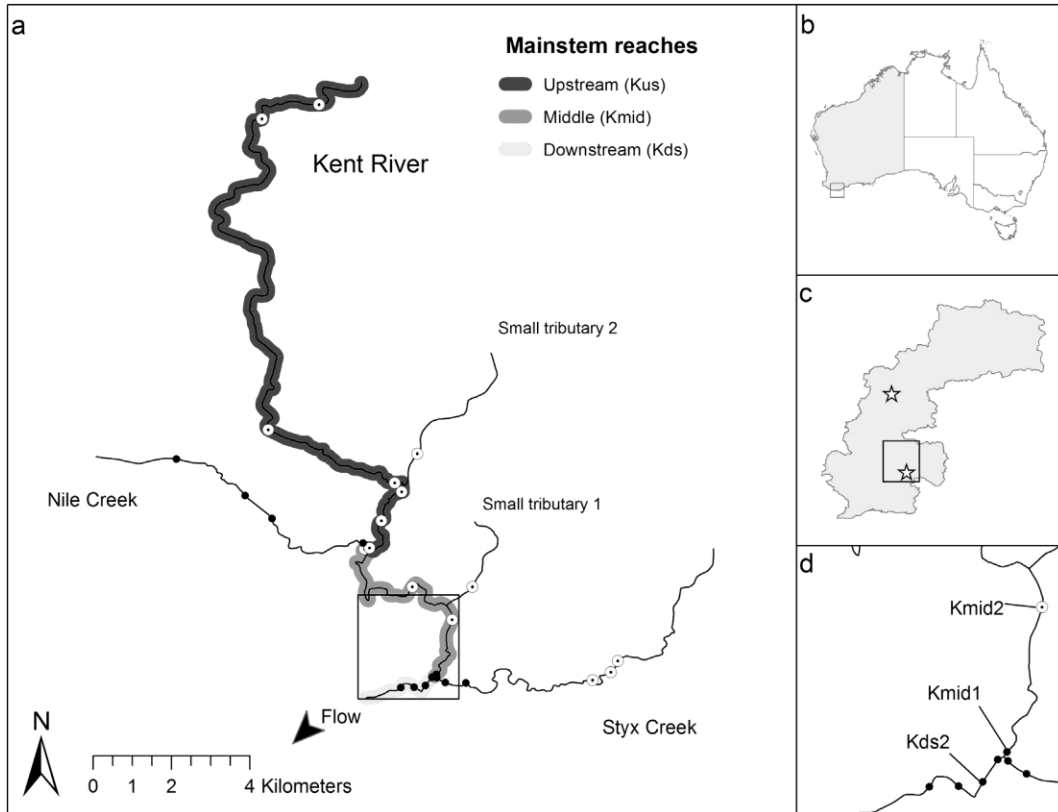 a
Mainstem reaches
Upstream (Kus)
Middle (Kmid)
Downstream (Kds)
Kent River
Small tributary 2
Nile Creek
Small tributary 1
Styx Creek
Flow
N
0 1 2 4 Kilometers
b
c
d
Kmid2
Kmid1
Kds2